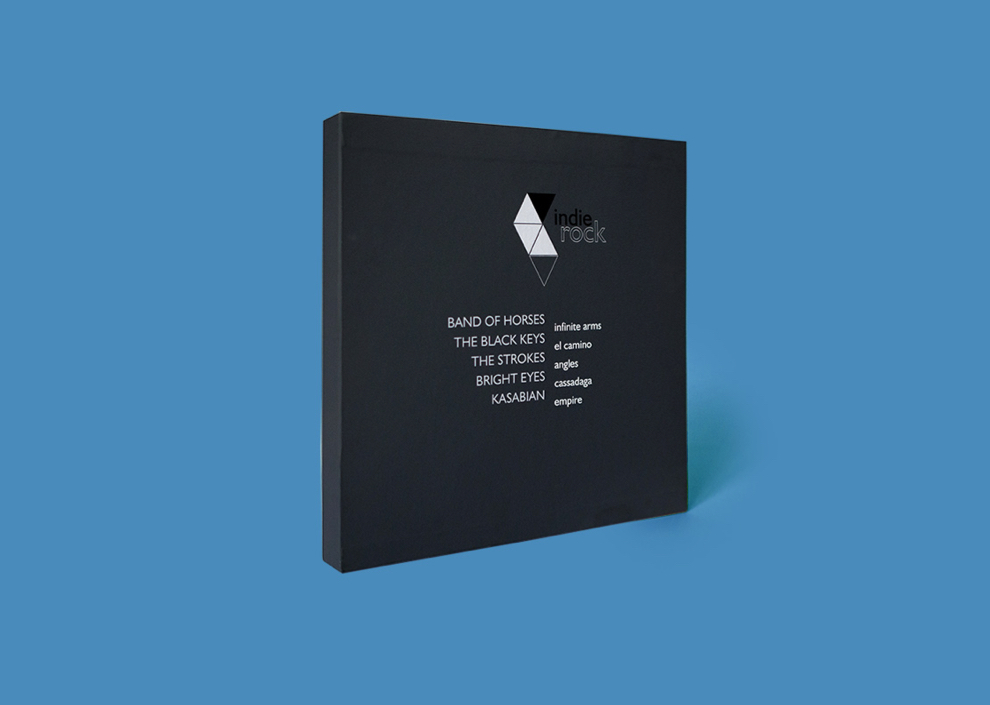 indie
rock
BAND OF HORSES infinite arms
THE BLACK KEYS el camino
THE STROKES angles
BRIGHT EYES cassadaga
KASABIAN empire